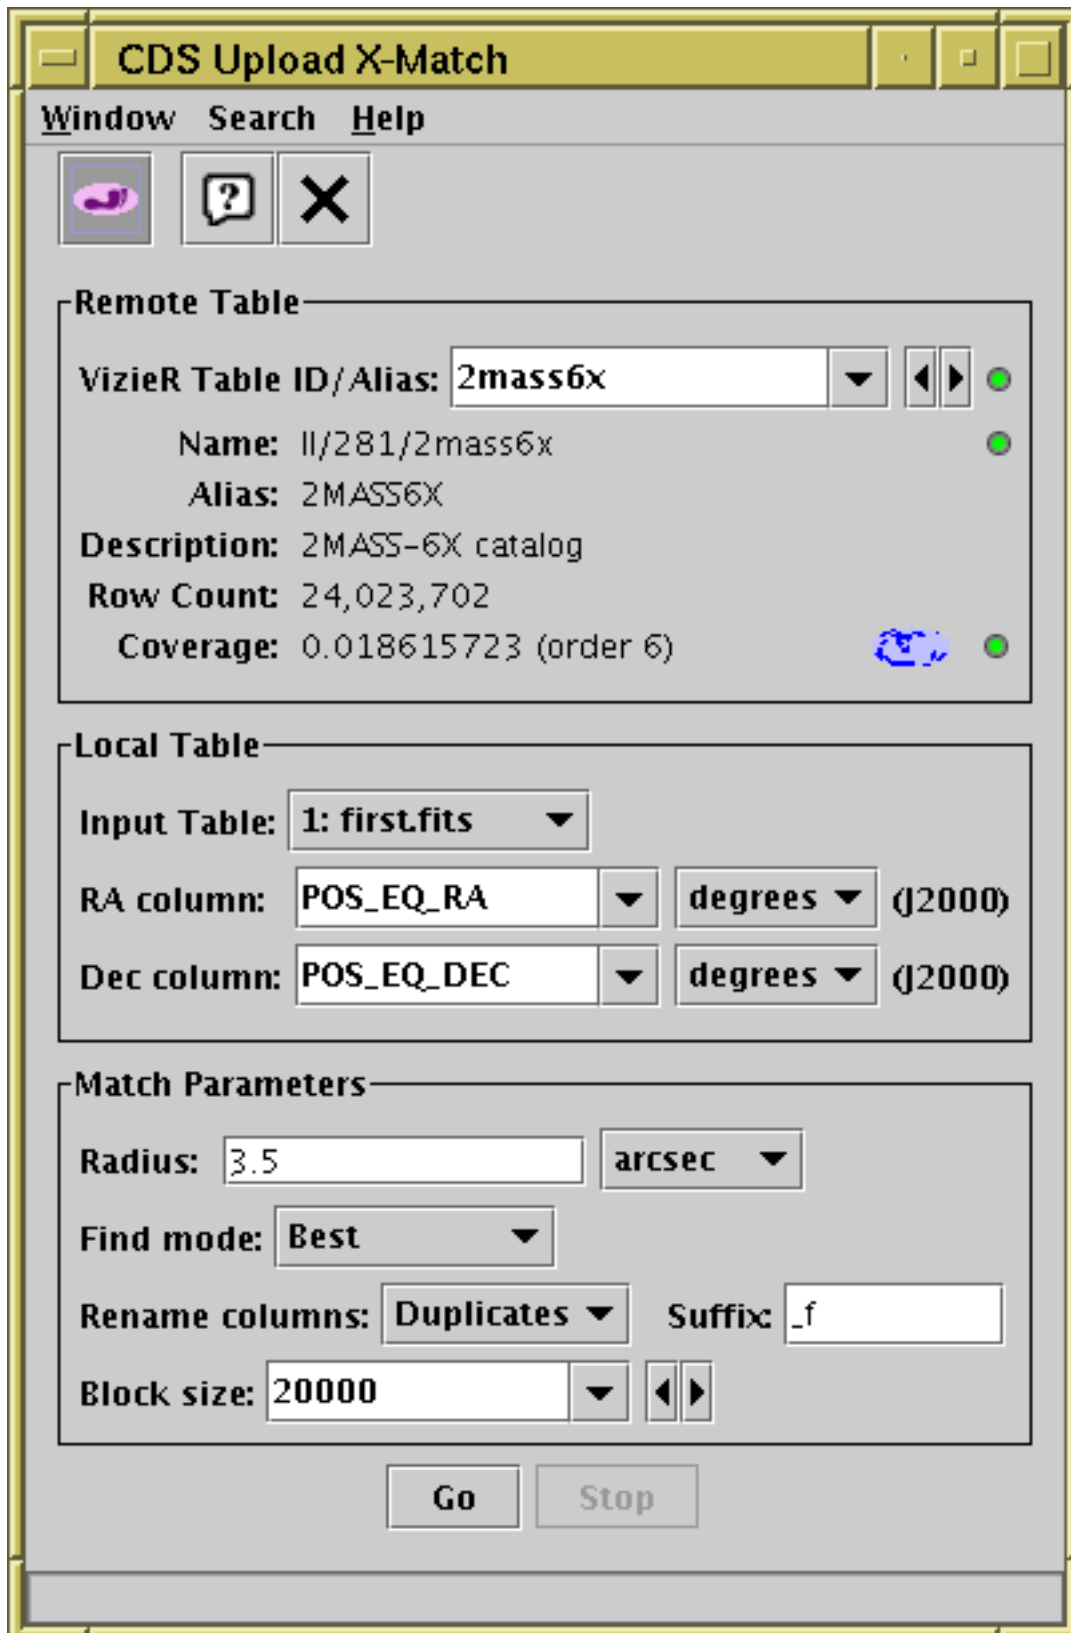 CDS Upload X-Match
Window Search Help
?
Remote Table
VizieR Table ID/Alias: 2mass6x
Name: II/281/2mass6x
Alias: 2MASS6X
Description: 2MASS-6X catalog
Row Count: 24,023,702
Coverage: 0.018615723 (order 6)
Local Table
Input Table: 1: first.fits
RA column: POS_EQ_RA degrees (J2000)
Dec column: POS_EQ_DEC degrees (J2000)
Match Parameters
Radius: 3.5 arcsec
Find mode: Best
Rename columns: Duplicates Suffix: _f
Block size: 20000
Go Stop